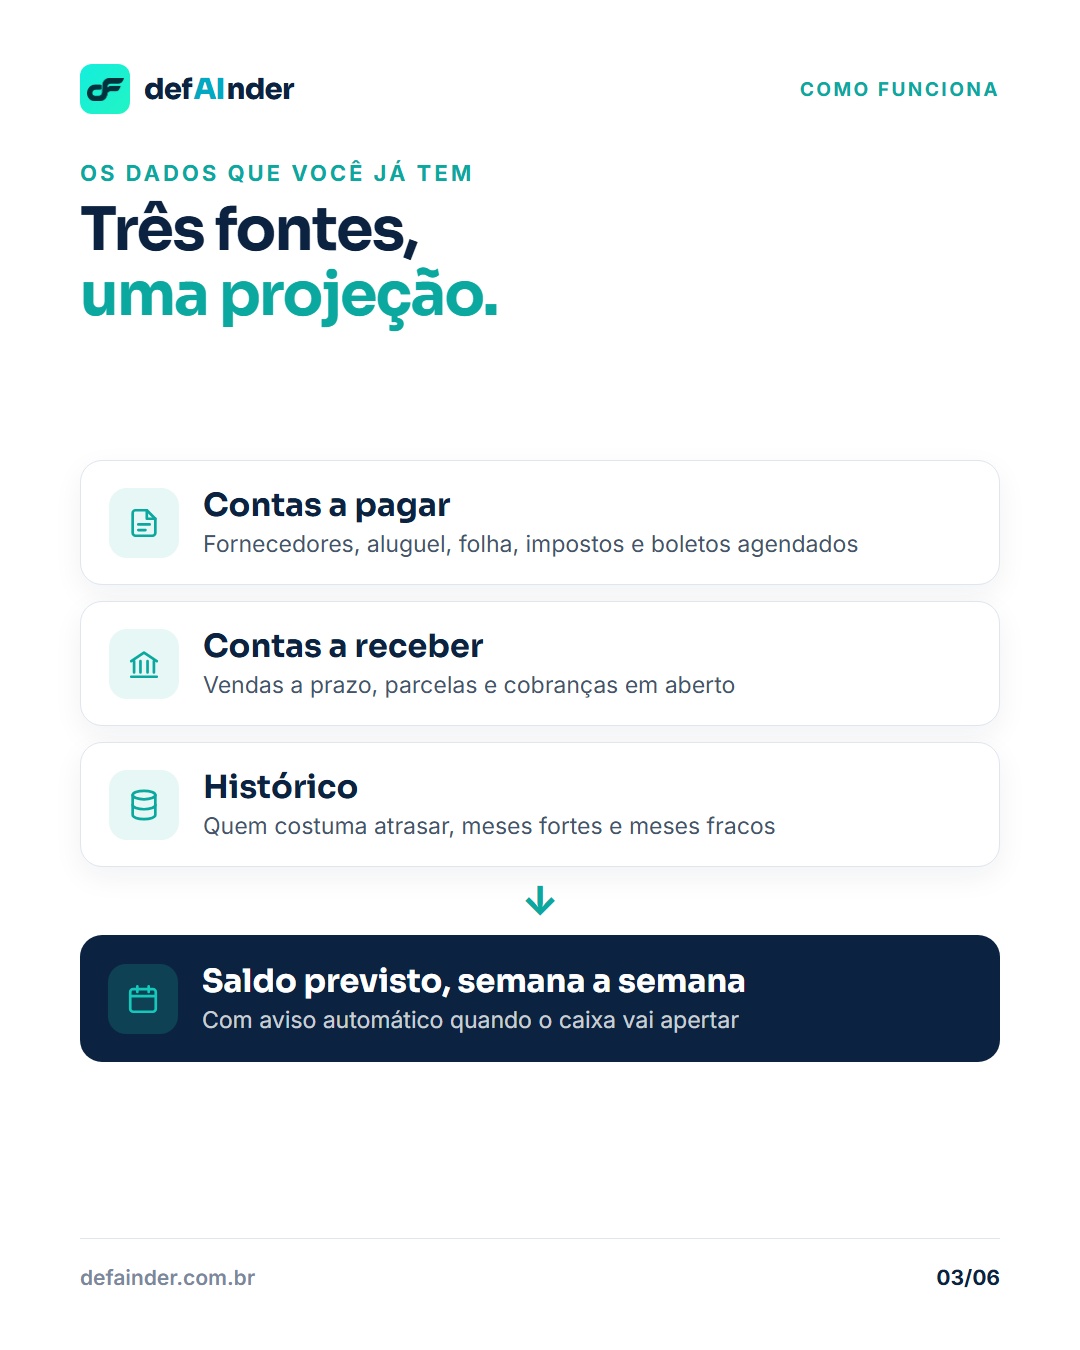 defAInder
COMO FUNCIONA
OS DADOS QUE VOCÊ JÁ TEM
Três fontes,
uma projeção.
Contas a pagar
Fornecedores, aluguel, folha, impostos e boletos agendados
Contas a receber
Vendas a prazo, parcelas e cobranças em aberto
Histórico
Quem costuma atrasar, meses fortes e meses fracos
Saldo previsto, semana a semana
Com aviso automático quando o caixa vai apertar
defainder.com.br
03/06